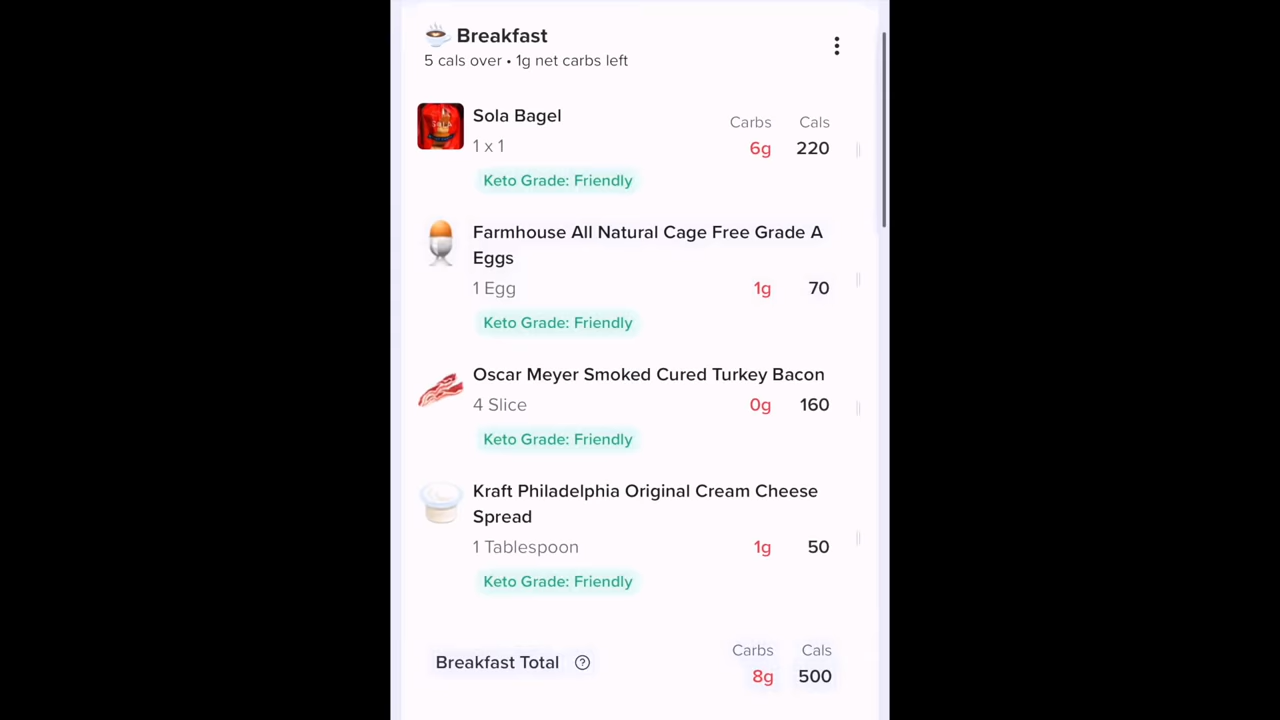 Breakfast
5 cals over • 1g net carbs left
Sola Bagel
Carbs Cals
1 x 1
6g 220
Keto Grade: Friendly
Farmhouse All Natural Cage Free Grade A
Eggs
1 Egg 1g 70
Keto Grade: Friendly
Oscar Meyer Smoked Cured Turkey Bacon
4 Slice 0g 160
Keto Grade: Friendly
Kraft Philadelphia Original Cream Cheese
Spread
1 Tablespoon 1g 50
Keto Grade: Friendly
Carbs Cals
Breakfast Total ?
8g 500